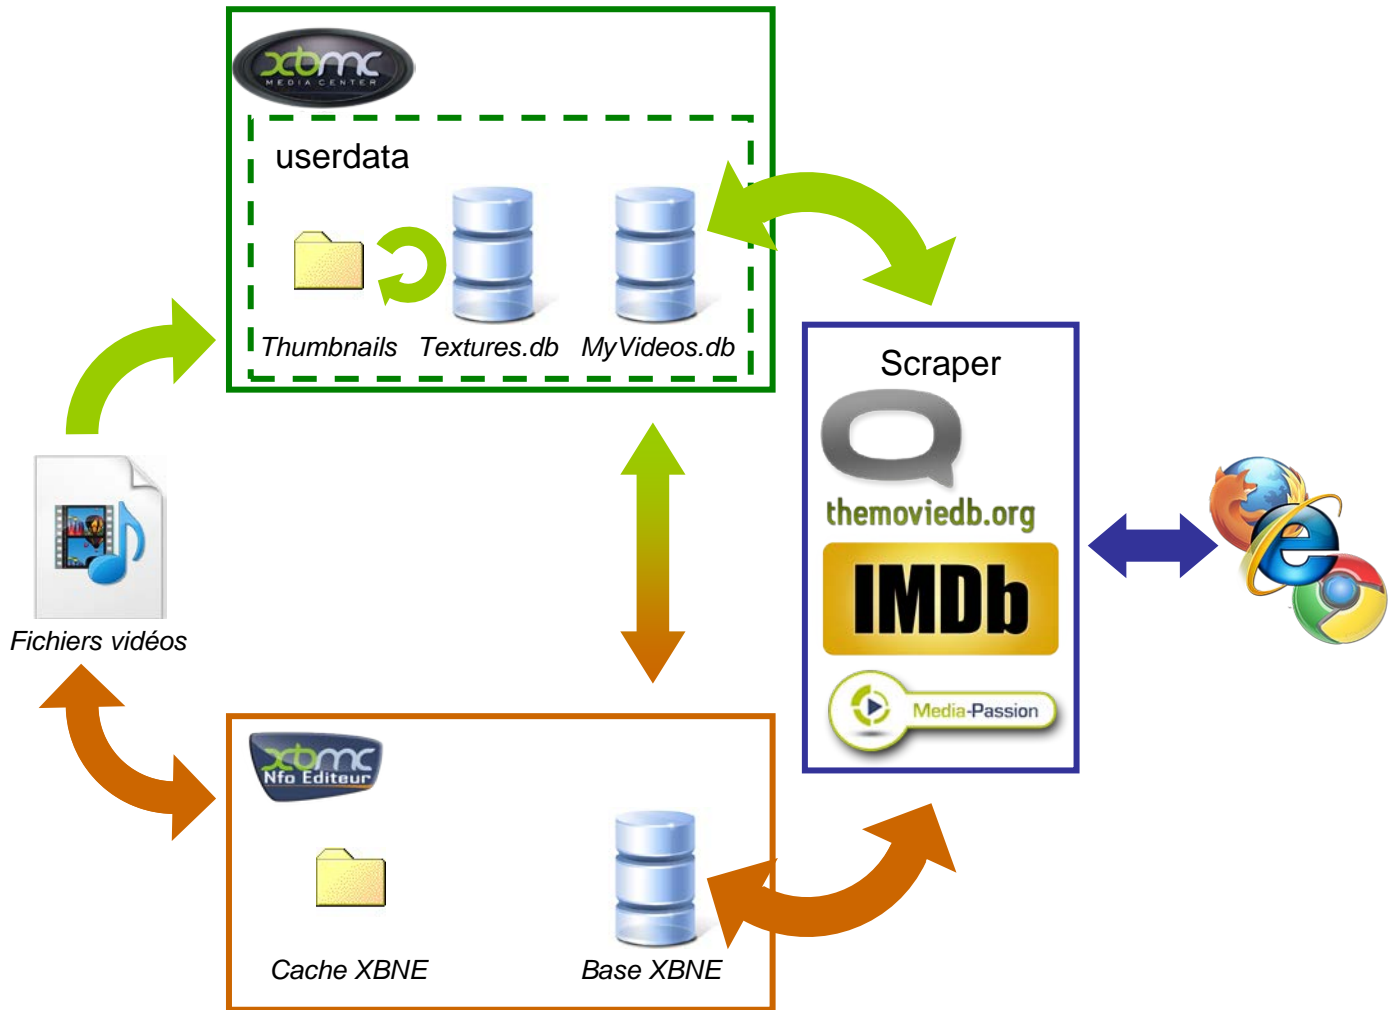 xbmc
MEDIA CENTER
userdata
Thumbnails
Textures.db
MyVideos.db
Scraper
themoviedb.org
IMDb
Media-Passion
Fichiers vidéos
xbmc
Nfo Editeur
Cache XBNE
Base XBNE